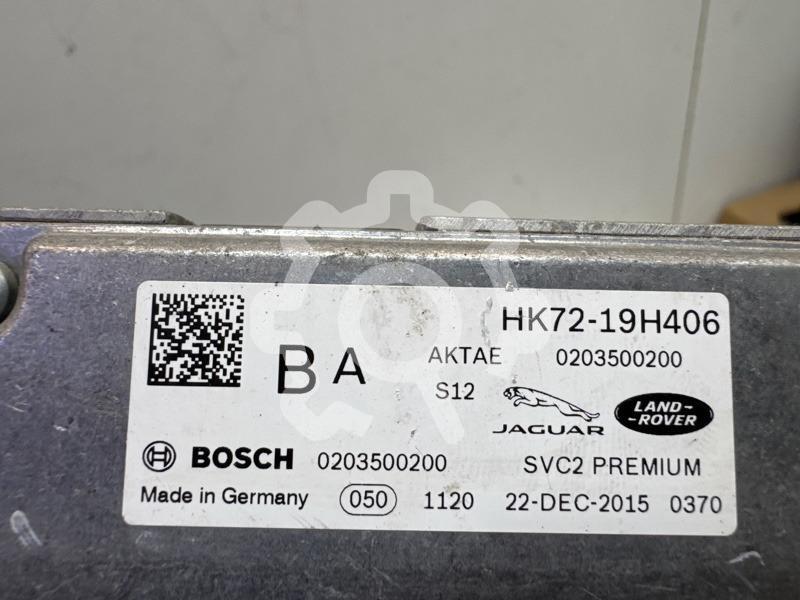 HK72-19H406
BA AKTAE 0203500200
S12
JAGUAR LAND-ROVER
BOSCH 0203500200 SVC2 PREMIUM
Made in Germany 050 1120 22-DEC-2015 0370